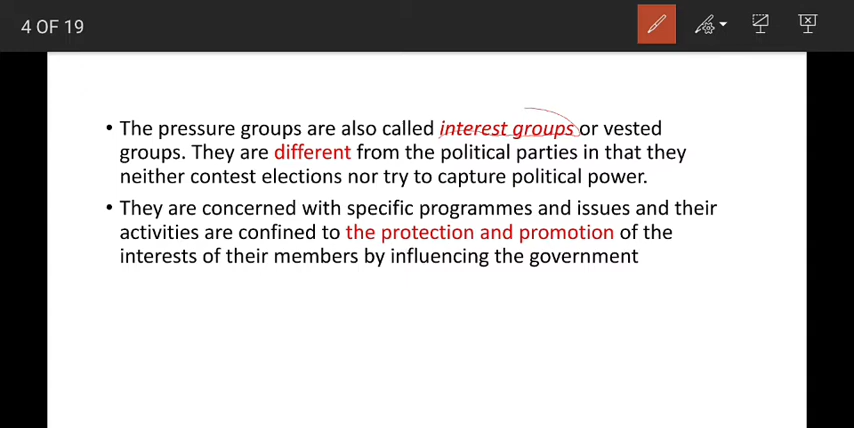 4 OF 19
• The pressure groups are also called interest groups or vested
groups. They are different from the political parties in that they
neither contest elections nor try to capture political power.
• They are concerned with specific programmes and issues and their
activities are confined to the protection and promotion of the
interests of their members by influencing the government